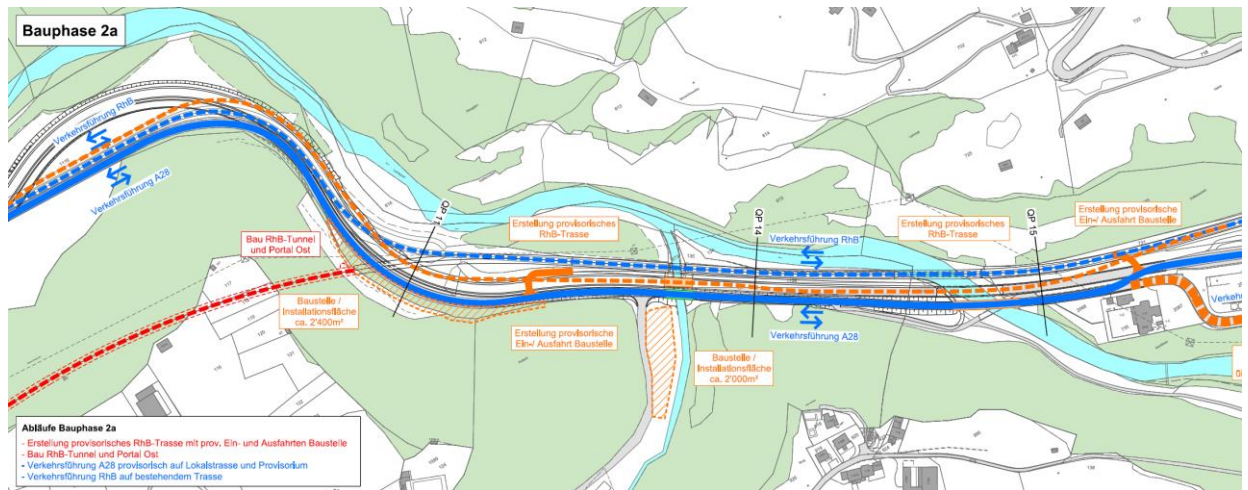 Bauphase 2a
Verkehrsführung RhB
Verkehrsführung A28
QP 11
Bau RhB-Tunnel
und Portal Ost
Baustelle /
Installationsfläche
ca. 2'400m²
Erstellung provisorisches
RhB-Trasse
Erstellung provisorische
Ein-/ Ausfahrt Baustelle
QP 14
Verkehrsführung RhB
Verkehrsführung A28
Baustelle /
Installationsfläche
ca. 2'000m²
Erstellung provisorisches
RhB-Trasse
QP 15
Erstellung provisorische
Ein-/ Ausfahrt Baustelle
Abläufe Bauphase 2a
- Erstellung provisorisches RhB-Trasse mit prov. Ein- und Ausfahrten Baustelle
- Bau RhB-Tunnel und Portal Ost
- Verkehrsführung A28 provisorisch auf Lokalstrasse und Provisorium
- Verkehrsführung RhB auf bestehendem Trasse